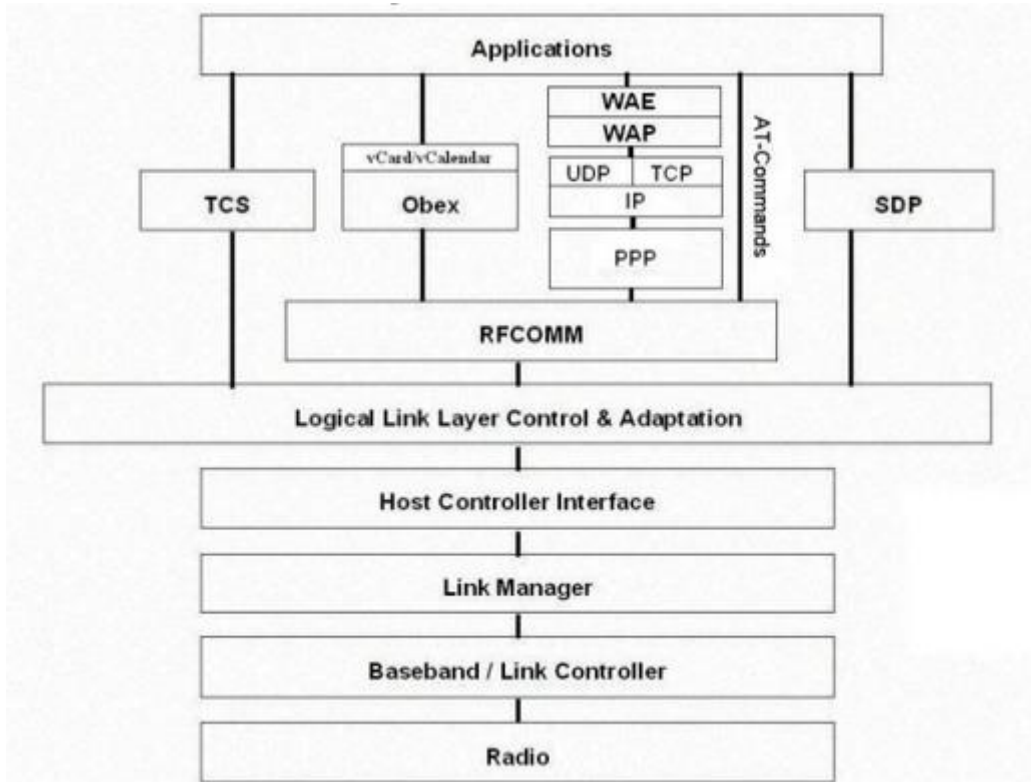 Applications
WAE
WAP
AT-Commands
vCard/vCalendar
UDP TCP
TCS
Obex
IP
SDP
PPP
RFCOMM
Logical Link Layer Control & Adaptation
Host Controller Interface
Link Manager
Baseband / Link Controller
Radio